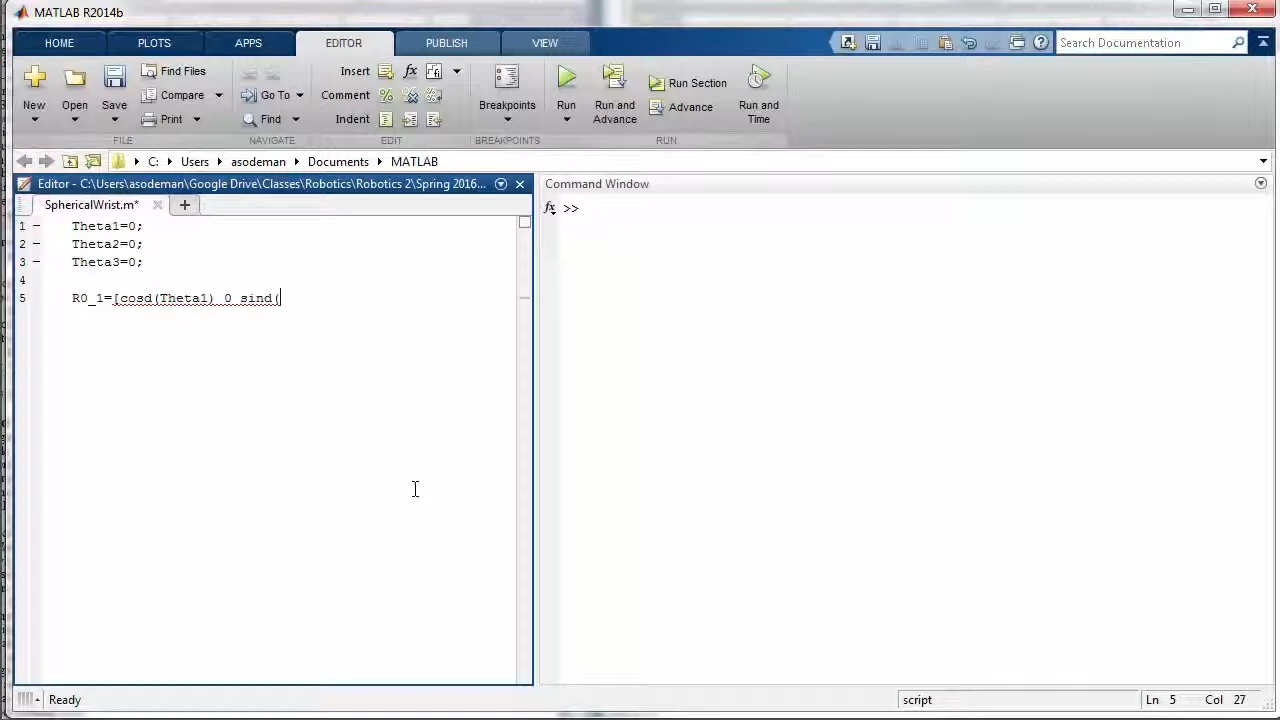 MATLAB R2014b
HOME PLOTS APPS EDITOR PUBLISH VIEW Search Documentation
New Open Save Find Files Compare Print Go To Find Insert Comment Indent Breakpoints Run Run and Advance Run Section Advance Run and Time
FILE NAVIGATE EDIT BREAKPOINTS RUN
C: Users asodeman Documents MATLAB
Editor - C:\Users\asodeman\Google Drive\Classes\Robotics\Robotics 2\Spring 2016...
Command Window
SphericalWrist.m*
fx >>
1 Theta1=0;
2 Theta2=0;
3 Theta3=0;
4
5 R0_1=[cosd(Theta1) 0 sind(
Ready script Ln 5 Col 27